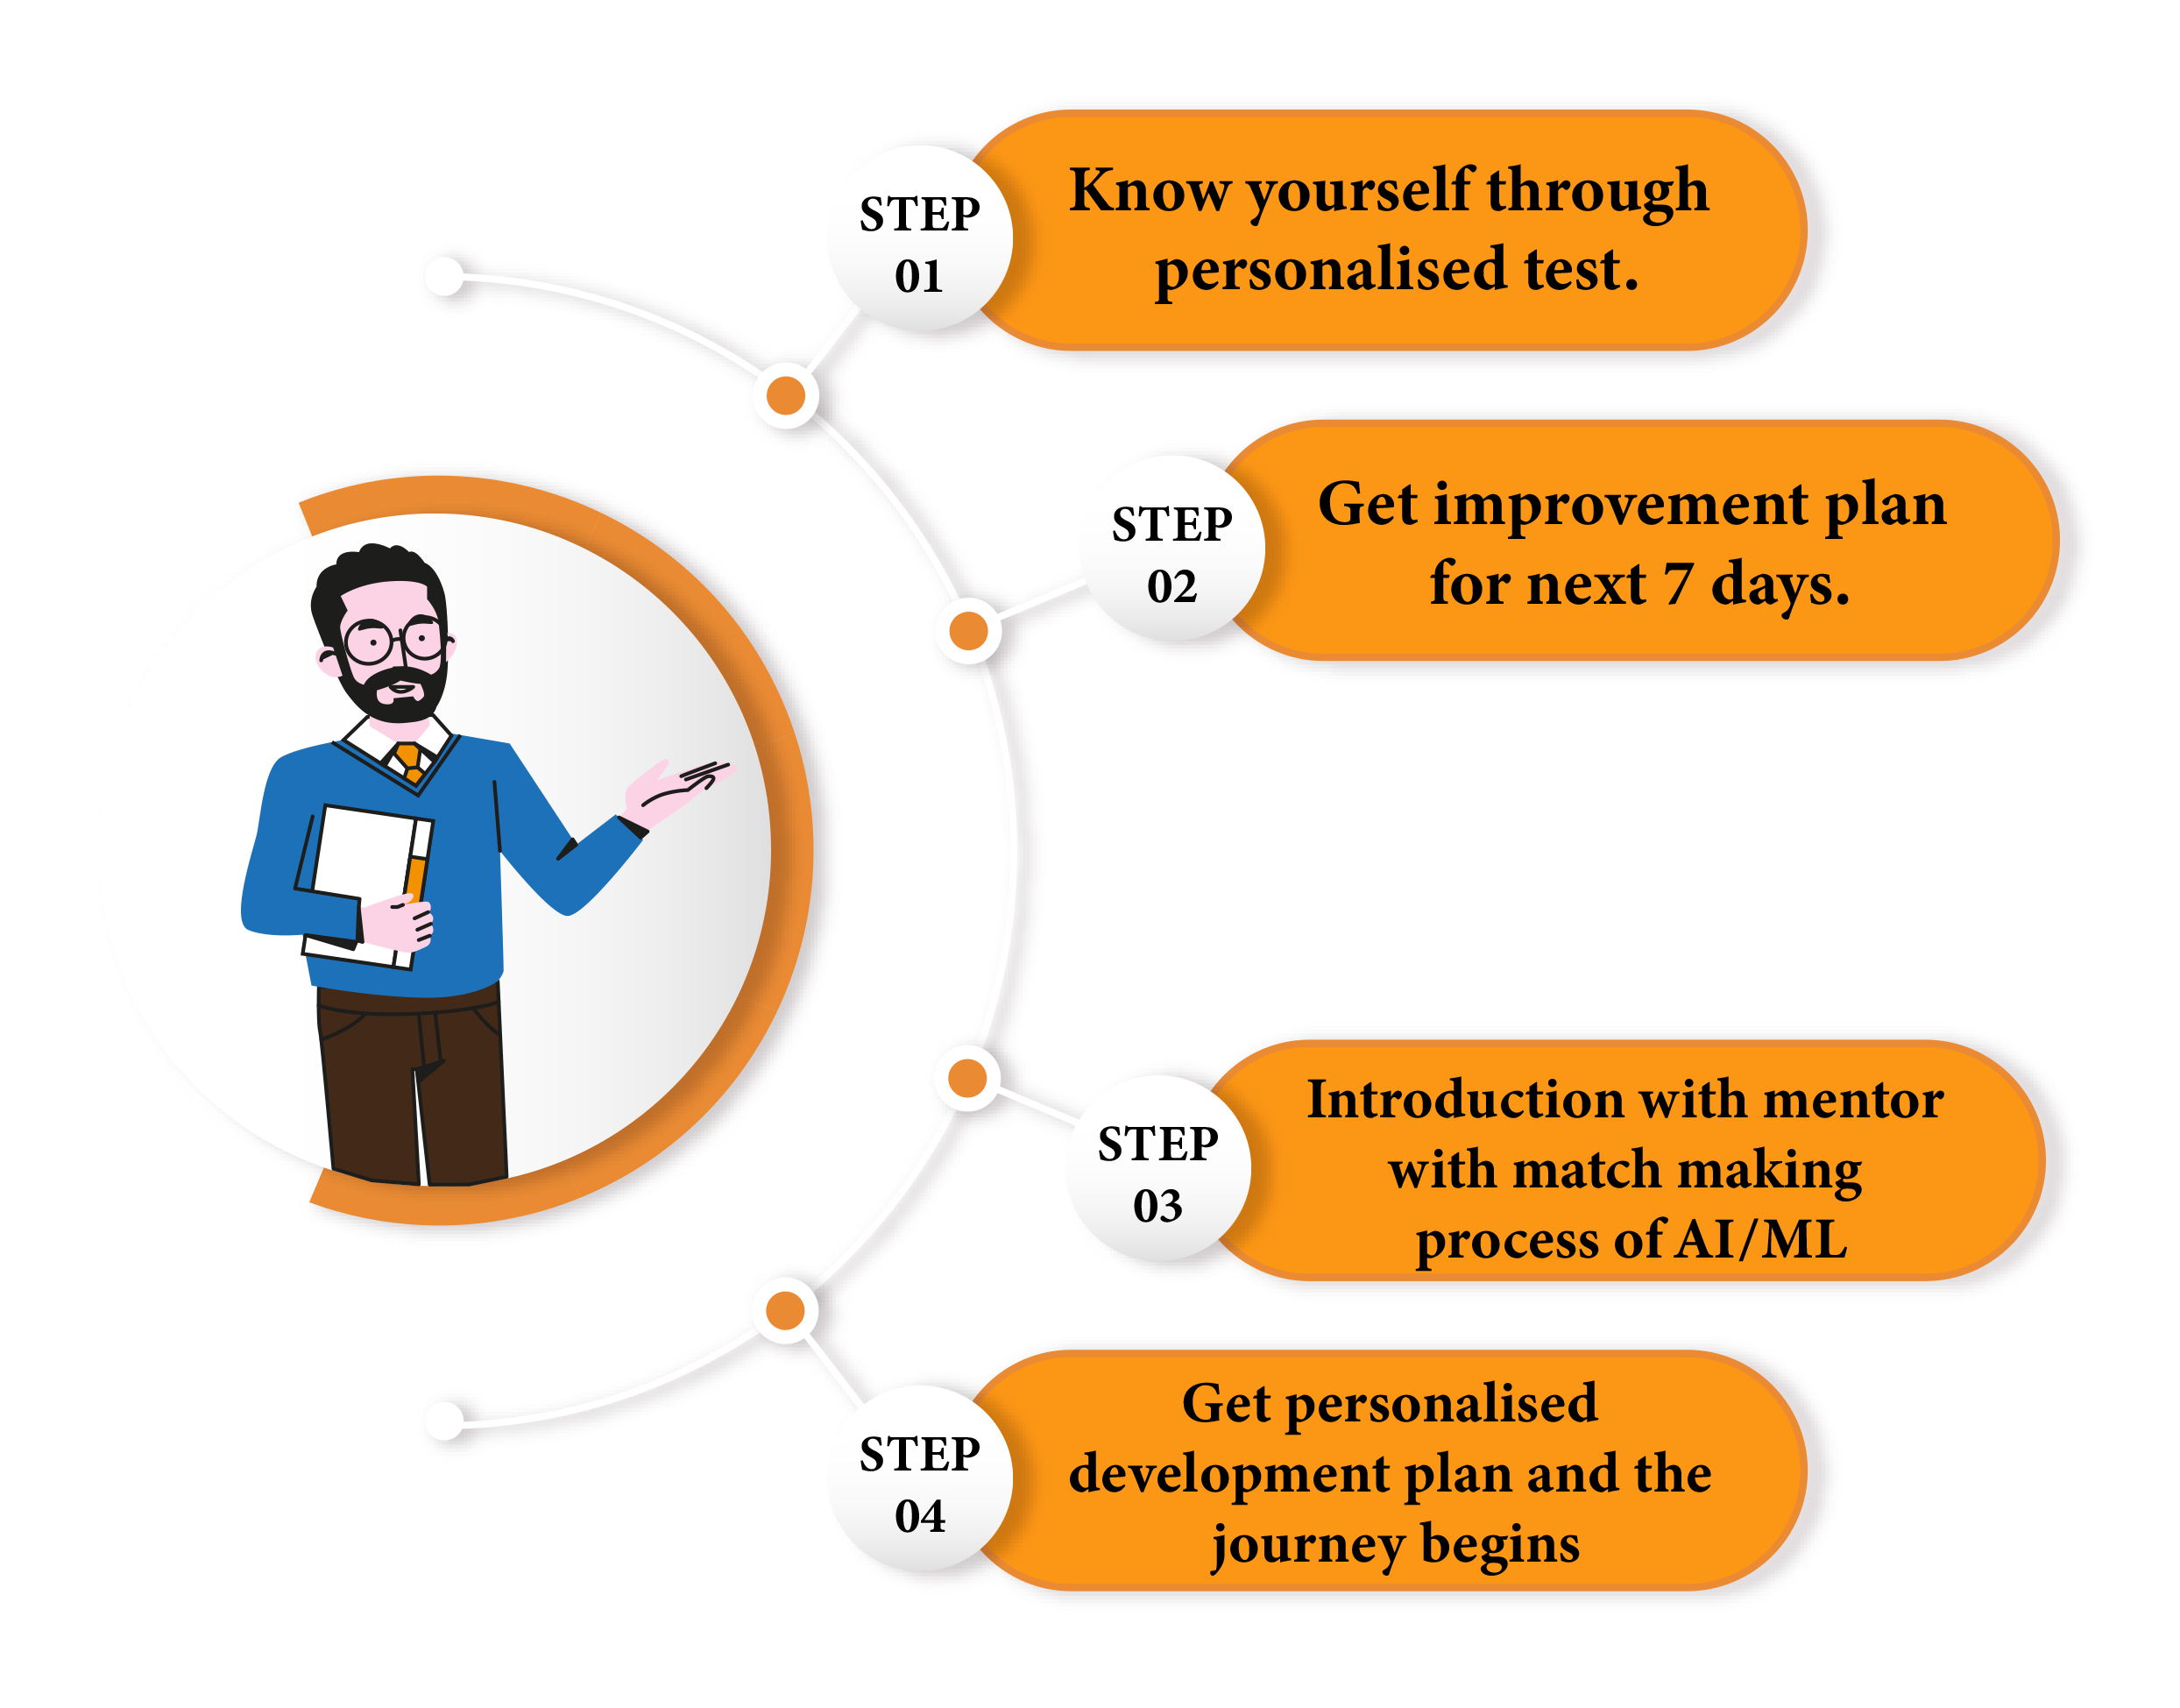 STEP
01
Know yourself through
personalised test.
STEP
02
Get improvement plan
for next 7 days.
STEP
03
Introduction with mentor
with match making
process of AI/ML
STEP
04
Get personalised
development plan and the
journey begins